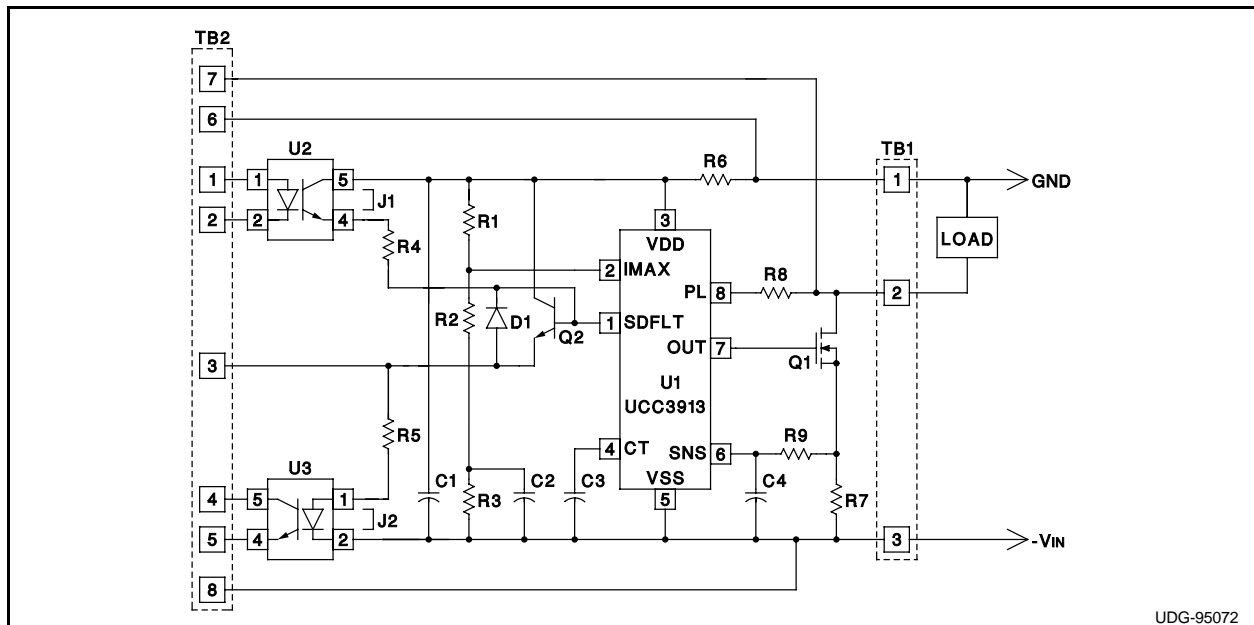 TB2
7
6
U2
R6
TB1
1
1
5
1
GND
J1
3
2
2
4
R1
VDD
LOAD
R4
2
IMAX
R8
PL
8
2
R2
D1
1
SDFLT
Q2
OUT
7
Q1
3
U1
UCC3913
R5
R9
4
CT
SNS
6
U3
VSS
C1
C2
C3
5
C4
R7
4
5
1
R3
J2
5
4
2
3
-VIN
8
UDG-95072